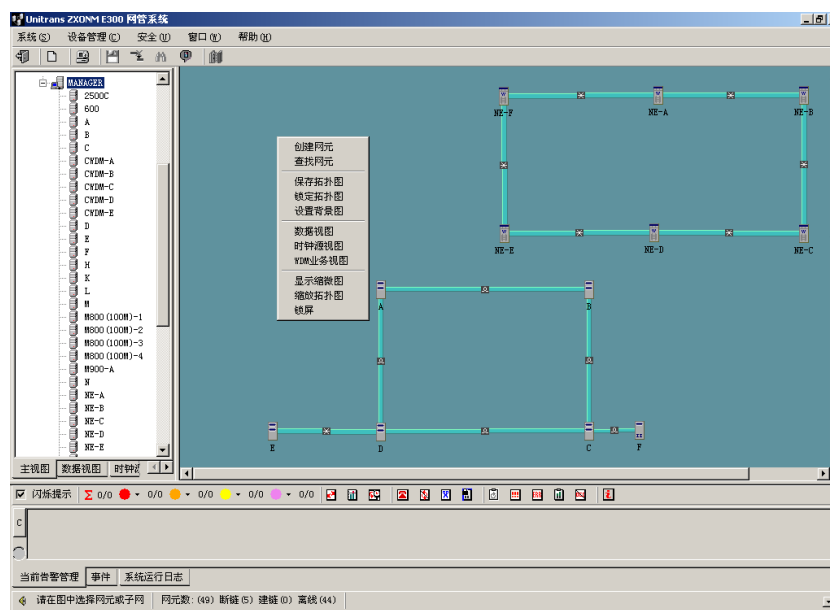 Unitrans ZXONM E300 网管系统
系统(S) 设备管理(C) 安全(U) 窗口(W) 帮助(H)
MANAGER
2500C
600
A
B
C
CWDM-A
CWDM-B
CWDM-C
CWDM-D
CWDM-E
D
E
F
H
K
L
M
M800(100M)-1
M800(100M)-2
M800(100M)-3
M800(100M)-4
M900-A
N
NE-A
NE-B
NE-C
NE-D
NE-E
主视图 数据视图
NE-F NE-A NE-B
NE-E NE-D NE-C
创建网元
查找网元
保存拓扑图
锁定拓扑图
设置背景图
数据视图
时钟源视图
WDM业务视图
显示缩微图
缩放拓扑图
锁屏
A B
E D C F
闪烁提示 Σ 0/0 0/0 0/0 0/0 0/0
C
当前告警管理 事件 系统运行日志
请在图中选择网元或子网 网元数:(49) 断链(5) 建链(0) 离线(44)